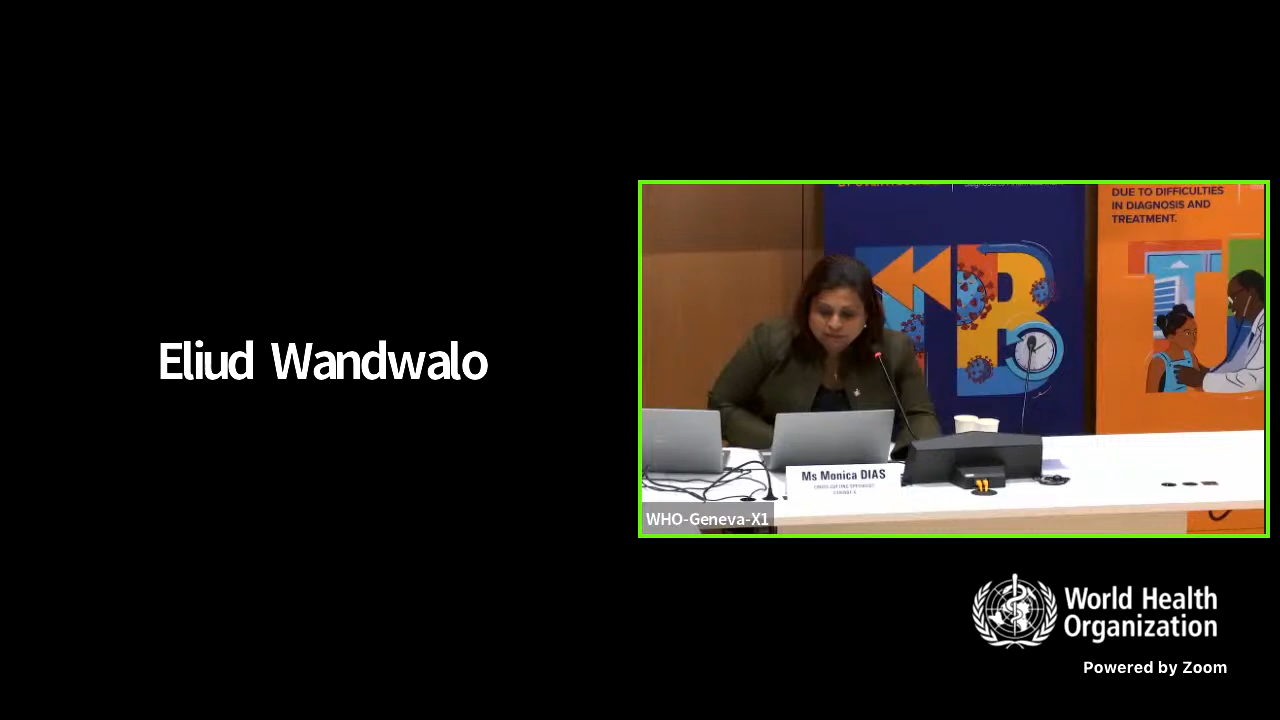 Eliud Wandwalo
DUE TO DIFFICULTIES
IN DIAGNOSIS AND
TREATMENT.
TB
Ms Monica DIAS
WHO-Geneva-X1
World Health
Organization
Powered by Zoom